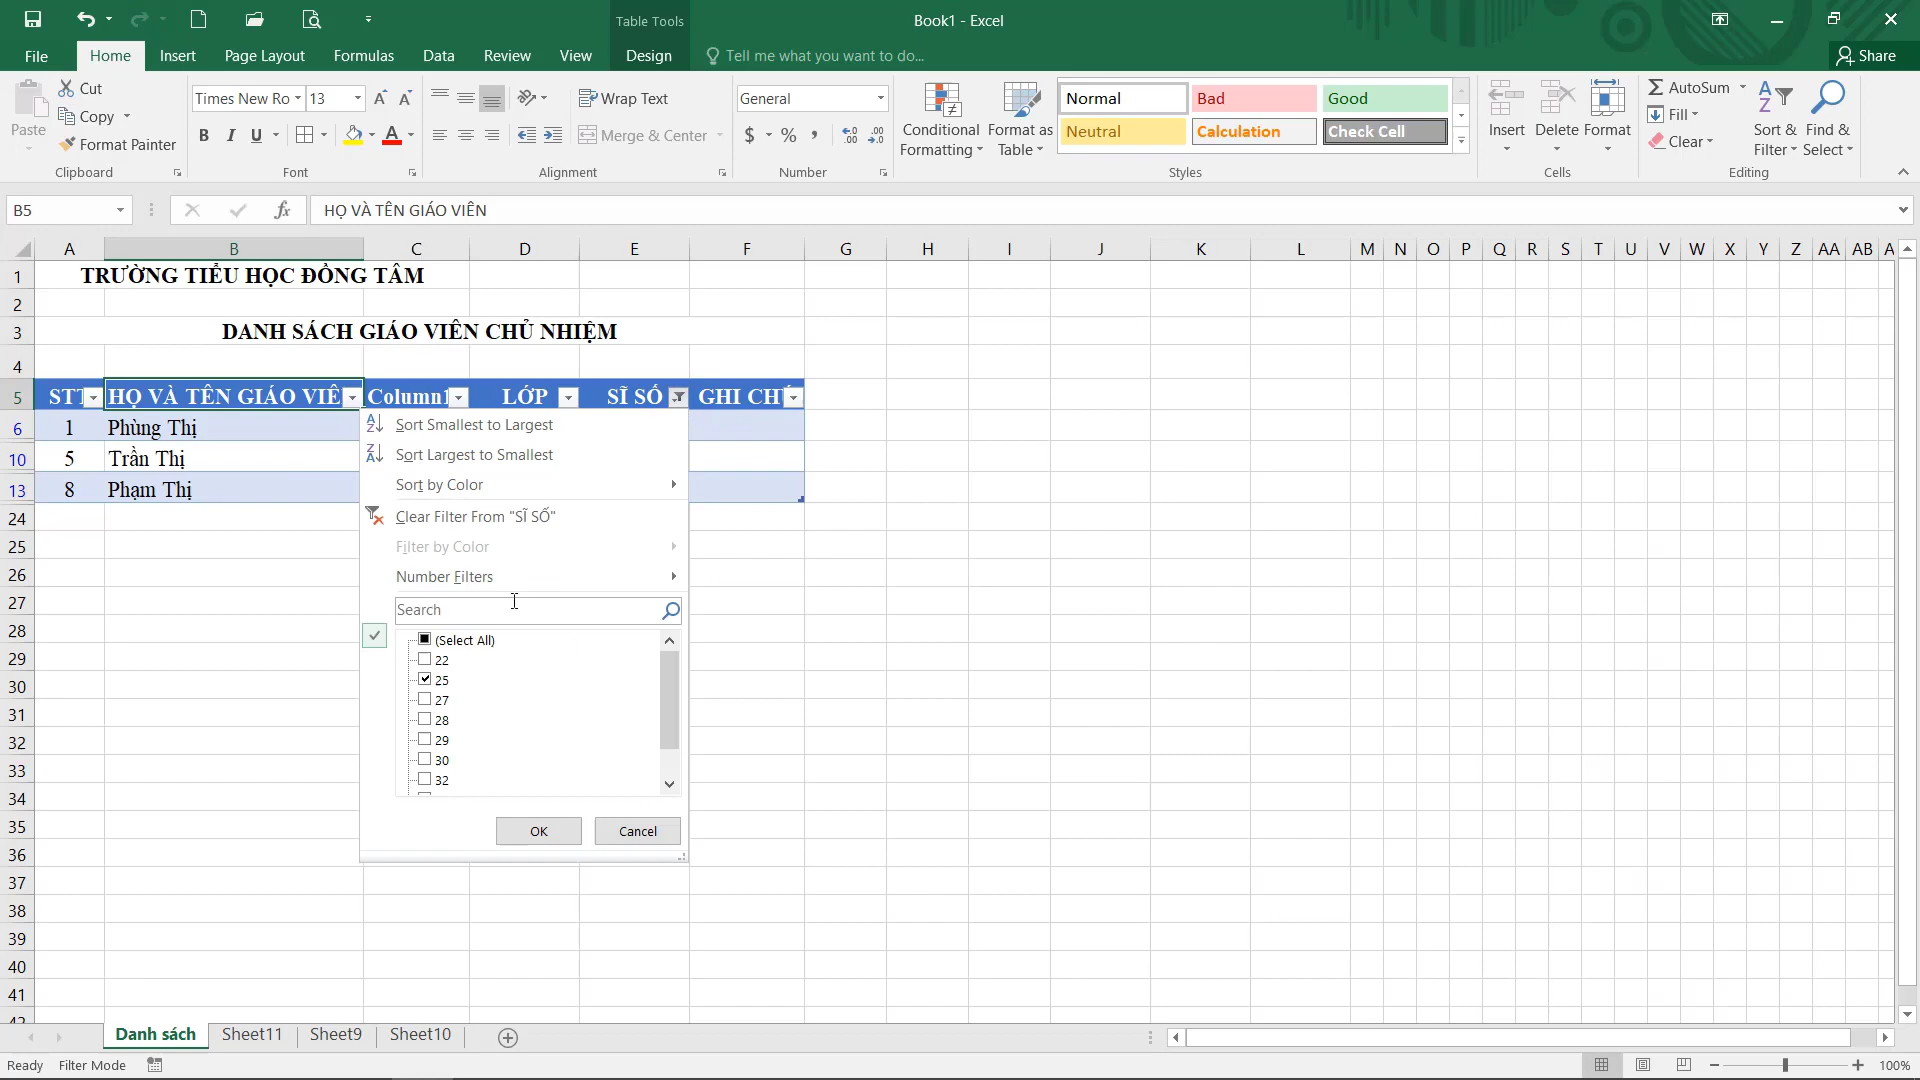 Table Tools
Book1 - Excel
File
Home
Insert
Page Layout
Formulas
Data
Review
View
Design
Tell me what you want to do...
Share
Paste
Cut
Copy
Format Painter
Clipboard
Times New Ro
13
A
A
B
I
U
A
Font
Wrap Text
Merge & Center
Alignment
General
$
%
Number
Conditional
Formatting
Format as
Table
Normal
Bad
Good
Neutral
Calculation
Check Cell
Styles
Insert
Delete
Format
Cells
AutoSum
Fill
Clear
Sort &
Filter
Find &
Select
Editing
B5
fx
HỌ VÀ TÊN GIÁO VIÊN
A B C D E F G H I J K L M N O P Q R S T U V W X Y Z AA AB A
1 TRƯỜNG TIỂU HỌC ĐỒNG TÂM
2
3 DANH SÁCH GIÁO VIÊN CHỦ NHIỆM
4
5 STT HỌ VÀ TÊN GIÁO VIÊ Column1 LỚP SĨ SỐ GHI CHÚ
6 1 Phùng Thị
10 5 Trần Thị
13 8 Phạm Thị
24
25
26
27
28
29
30
31
32
33
34
35
36
37
38
39
40
41
42
Sort Smallest to Largest
Sort Largest to Smallest
Sort by Color
Clear Filter From "SĨ SỐ"
Filter by Color
Number Filters
Search
(Select All)
22
25
27
28
29
30
32
OK
Cancel
Danh sách
Sheet11
Sheet9
Sheet10
Ready
Filter Mode
100%